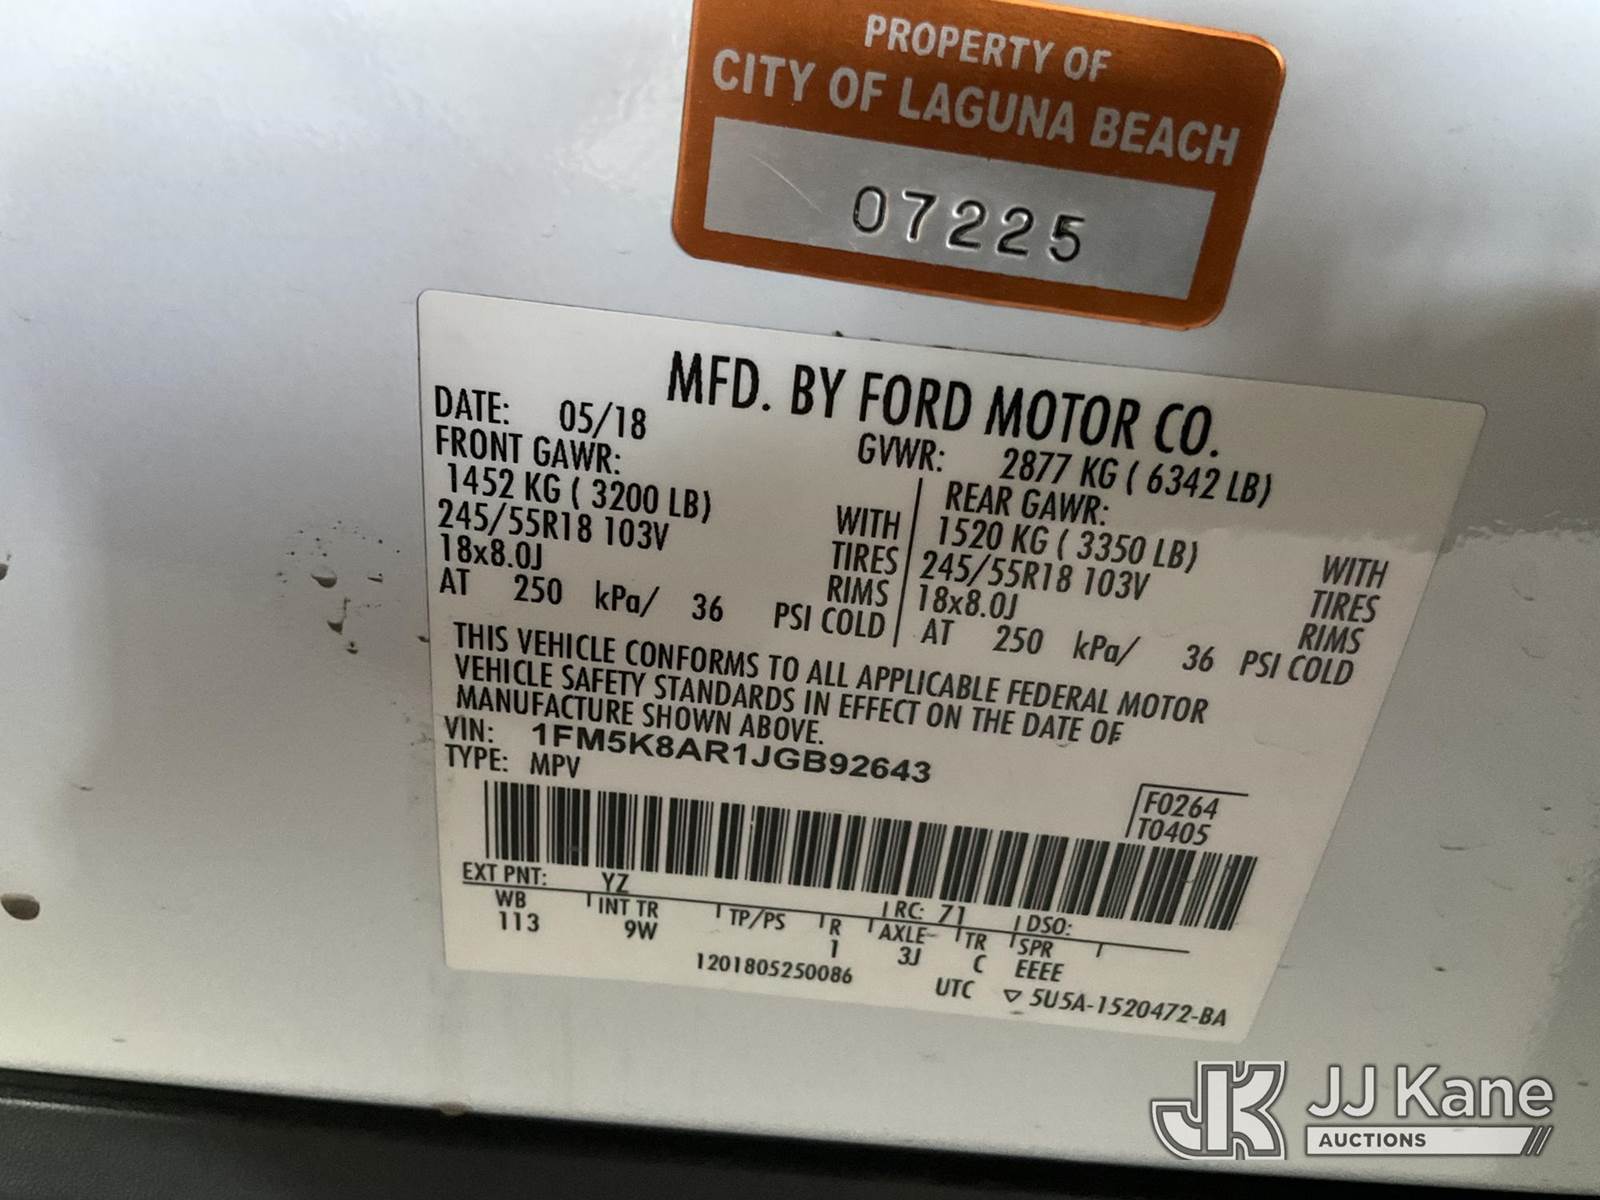 PROPERTY OF
CITY OF LAGUNA BEACH
07225
MFD. BY FORD MOTOR CO.
DATE: 05/18 GVWR: 2877 KG ( 6342 LB)
FRONT GAWR: REAR GAWR:
1452 KG ( 3200 LB) WITH 1520 KG ( 3350 LB) WITH
245/55R18 103V TIRES 245/55R18 103V TIRES
18x8.0J RIMS 18x8.0J RIMS
AT 250 kPa/ 36 PSI COLD AT 250 kPa/ 36 PSI COLD
THIS VEHICLE CONFORMS TO ALL APPLICABLE FEDERAL MOTOR
VEHICLE SAFETY STANDARDS IN EFFECT ON THE DATE OF
MANUFACTURE SHOWN ABOVE.
VIN: 1FM5K8AR1JGB92643
TYPE: MPV
F0264
T0405
EXT PNT: YZ RC: 71 DSO:
WB INT TR TP/PS R AXLE TR SPR
113 9W 1 3J C EEEE
1201805250086 UTC ▽ 5U5A-1520472-BA
JK JJ Kane
AUCTIONS